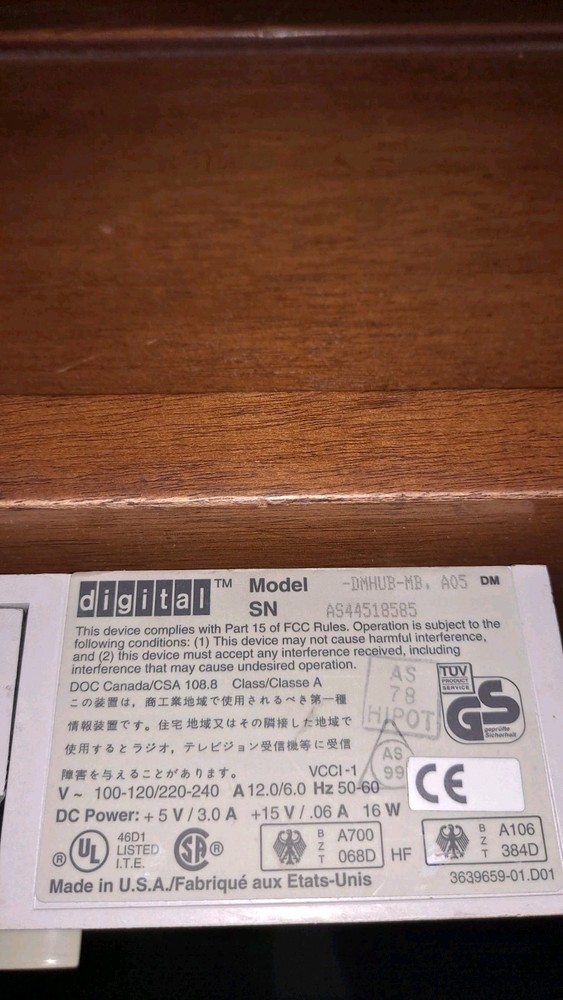 digital™ Model -DMHUB-MB. A05 DM
SN AS44518585
This device complies with Part 15 of FCC Rules. Operation is subject to the
following conditions: (1) This device may not cause harmful interference,
and (2) this device must accept any interference received, including
interference that may cause undesired operation.
DOC Canada/CSA 108.8 Class/Classe A
この装置は，商工業地域で使用されるべき第一種
情報装置です。住宅 地域又はその隣接した地域で
使用するとラジオ，テレビジョン受信機等に受信
障害を与えることがあります。 VCCI-1
AS
78
HIPOT
AS
99
TÜV
PRODUCT
SERVICE
GS
geprüfte
Sicherheit
CE
V ~ 100-120/220-240 A 12.0/6.0 Hz 50-60
DC Power: + 5 V / 3.0 A +15 V / .06 A 16 W
® UL 46D1
LISTED
I.T.E.
SA ®
BZT A700
068D
HF
BZT A106
384D
Made in U.S.A./Fabriqué aux Etats-Unis
3639659-01.D01